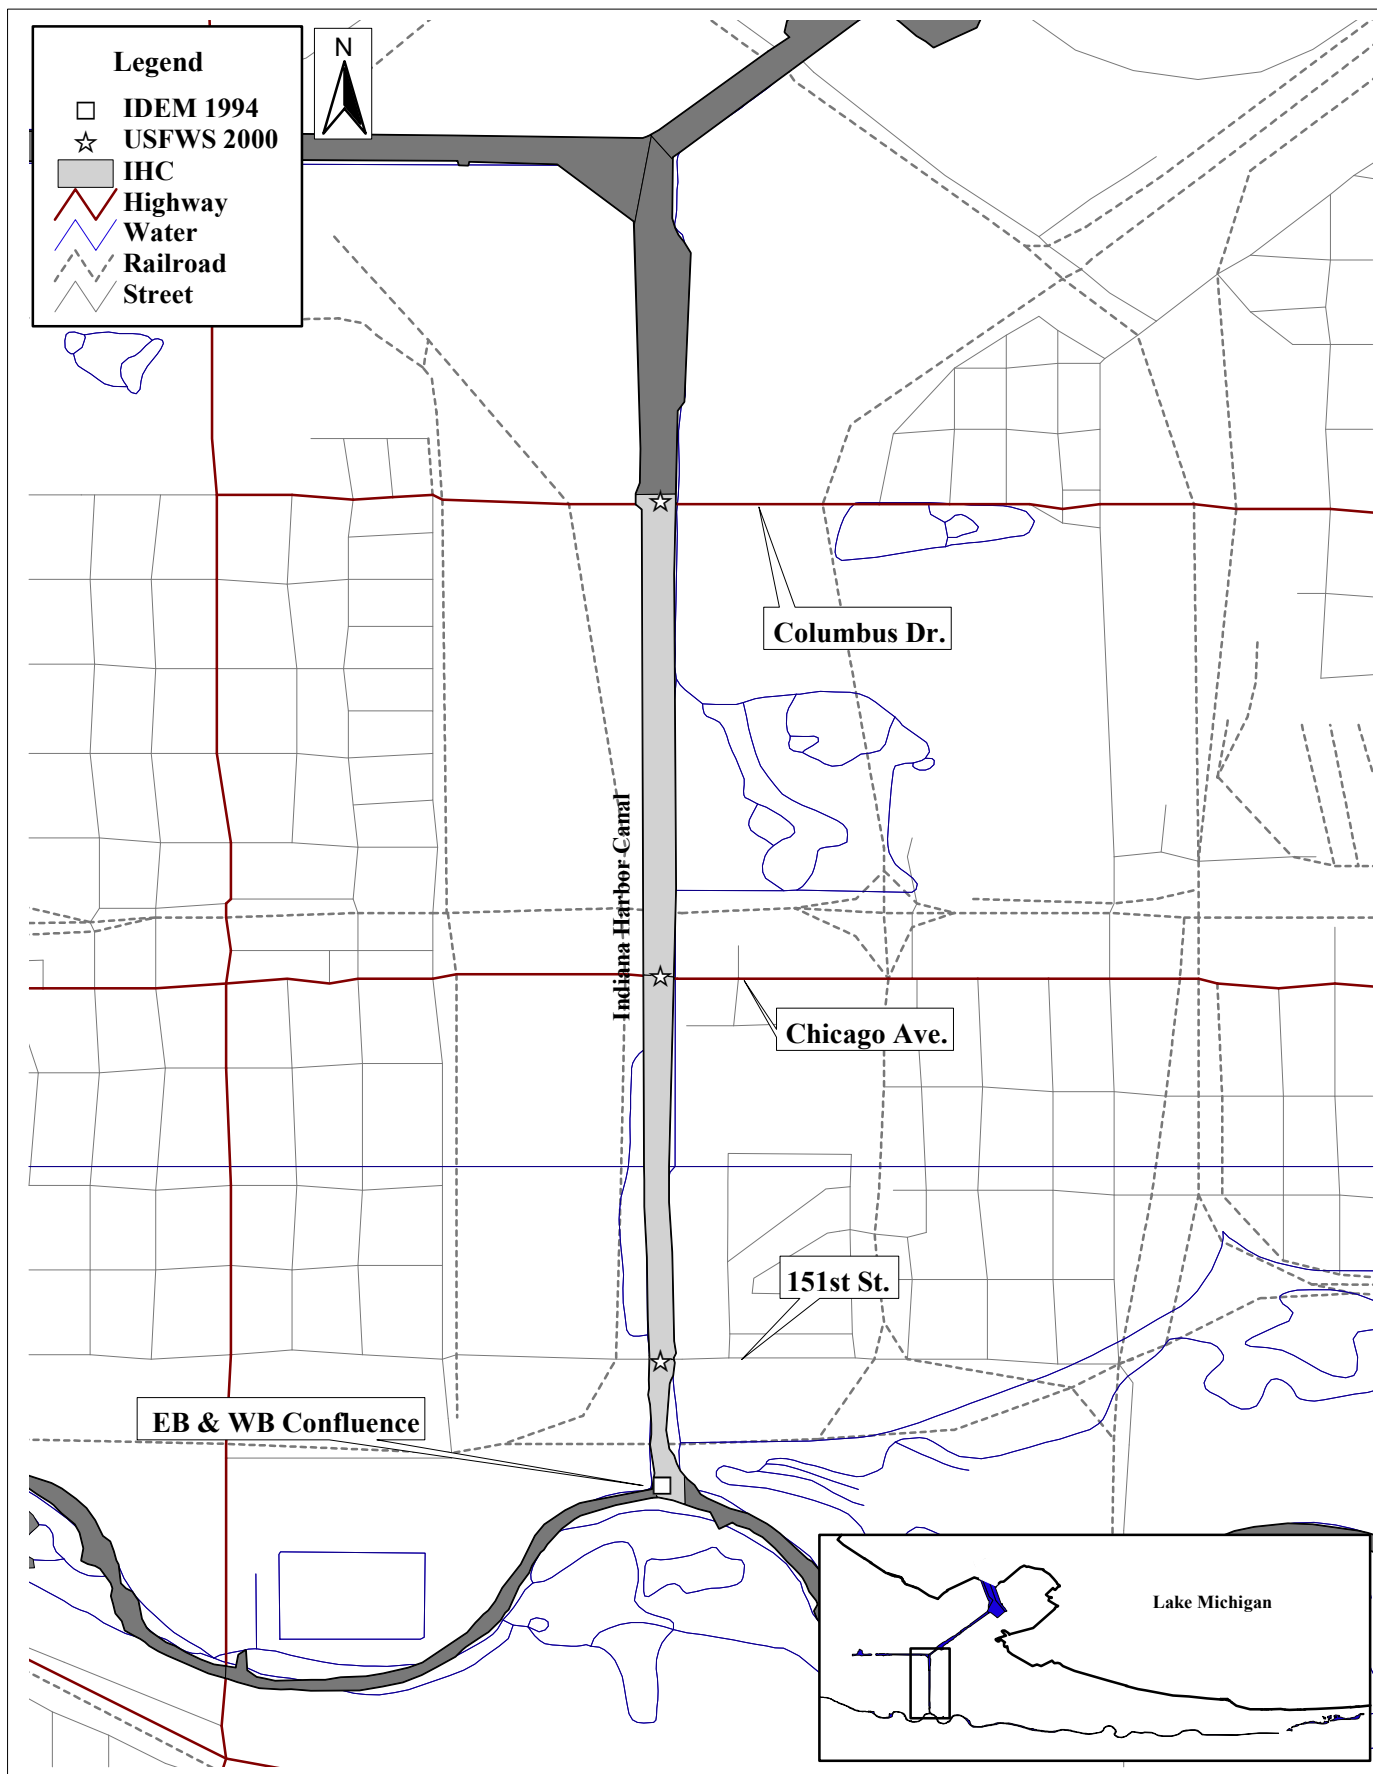 Legend
IDEM 1994
USFWS 2000
IHC
Highway
Water
Railroad
Street
N
Columbus Dr.
Indiana Harbor Canal
Chicago Ave.
151st St.
EB & WB Confluence
Lake Michigan